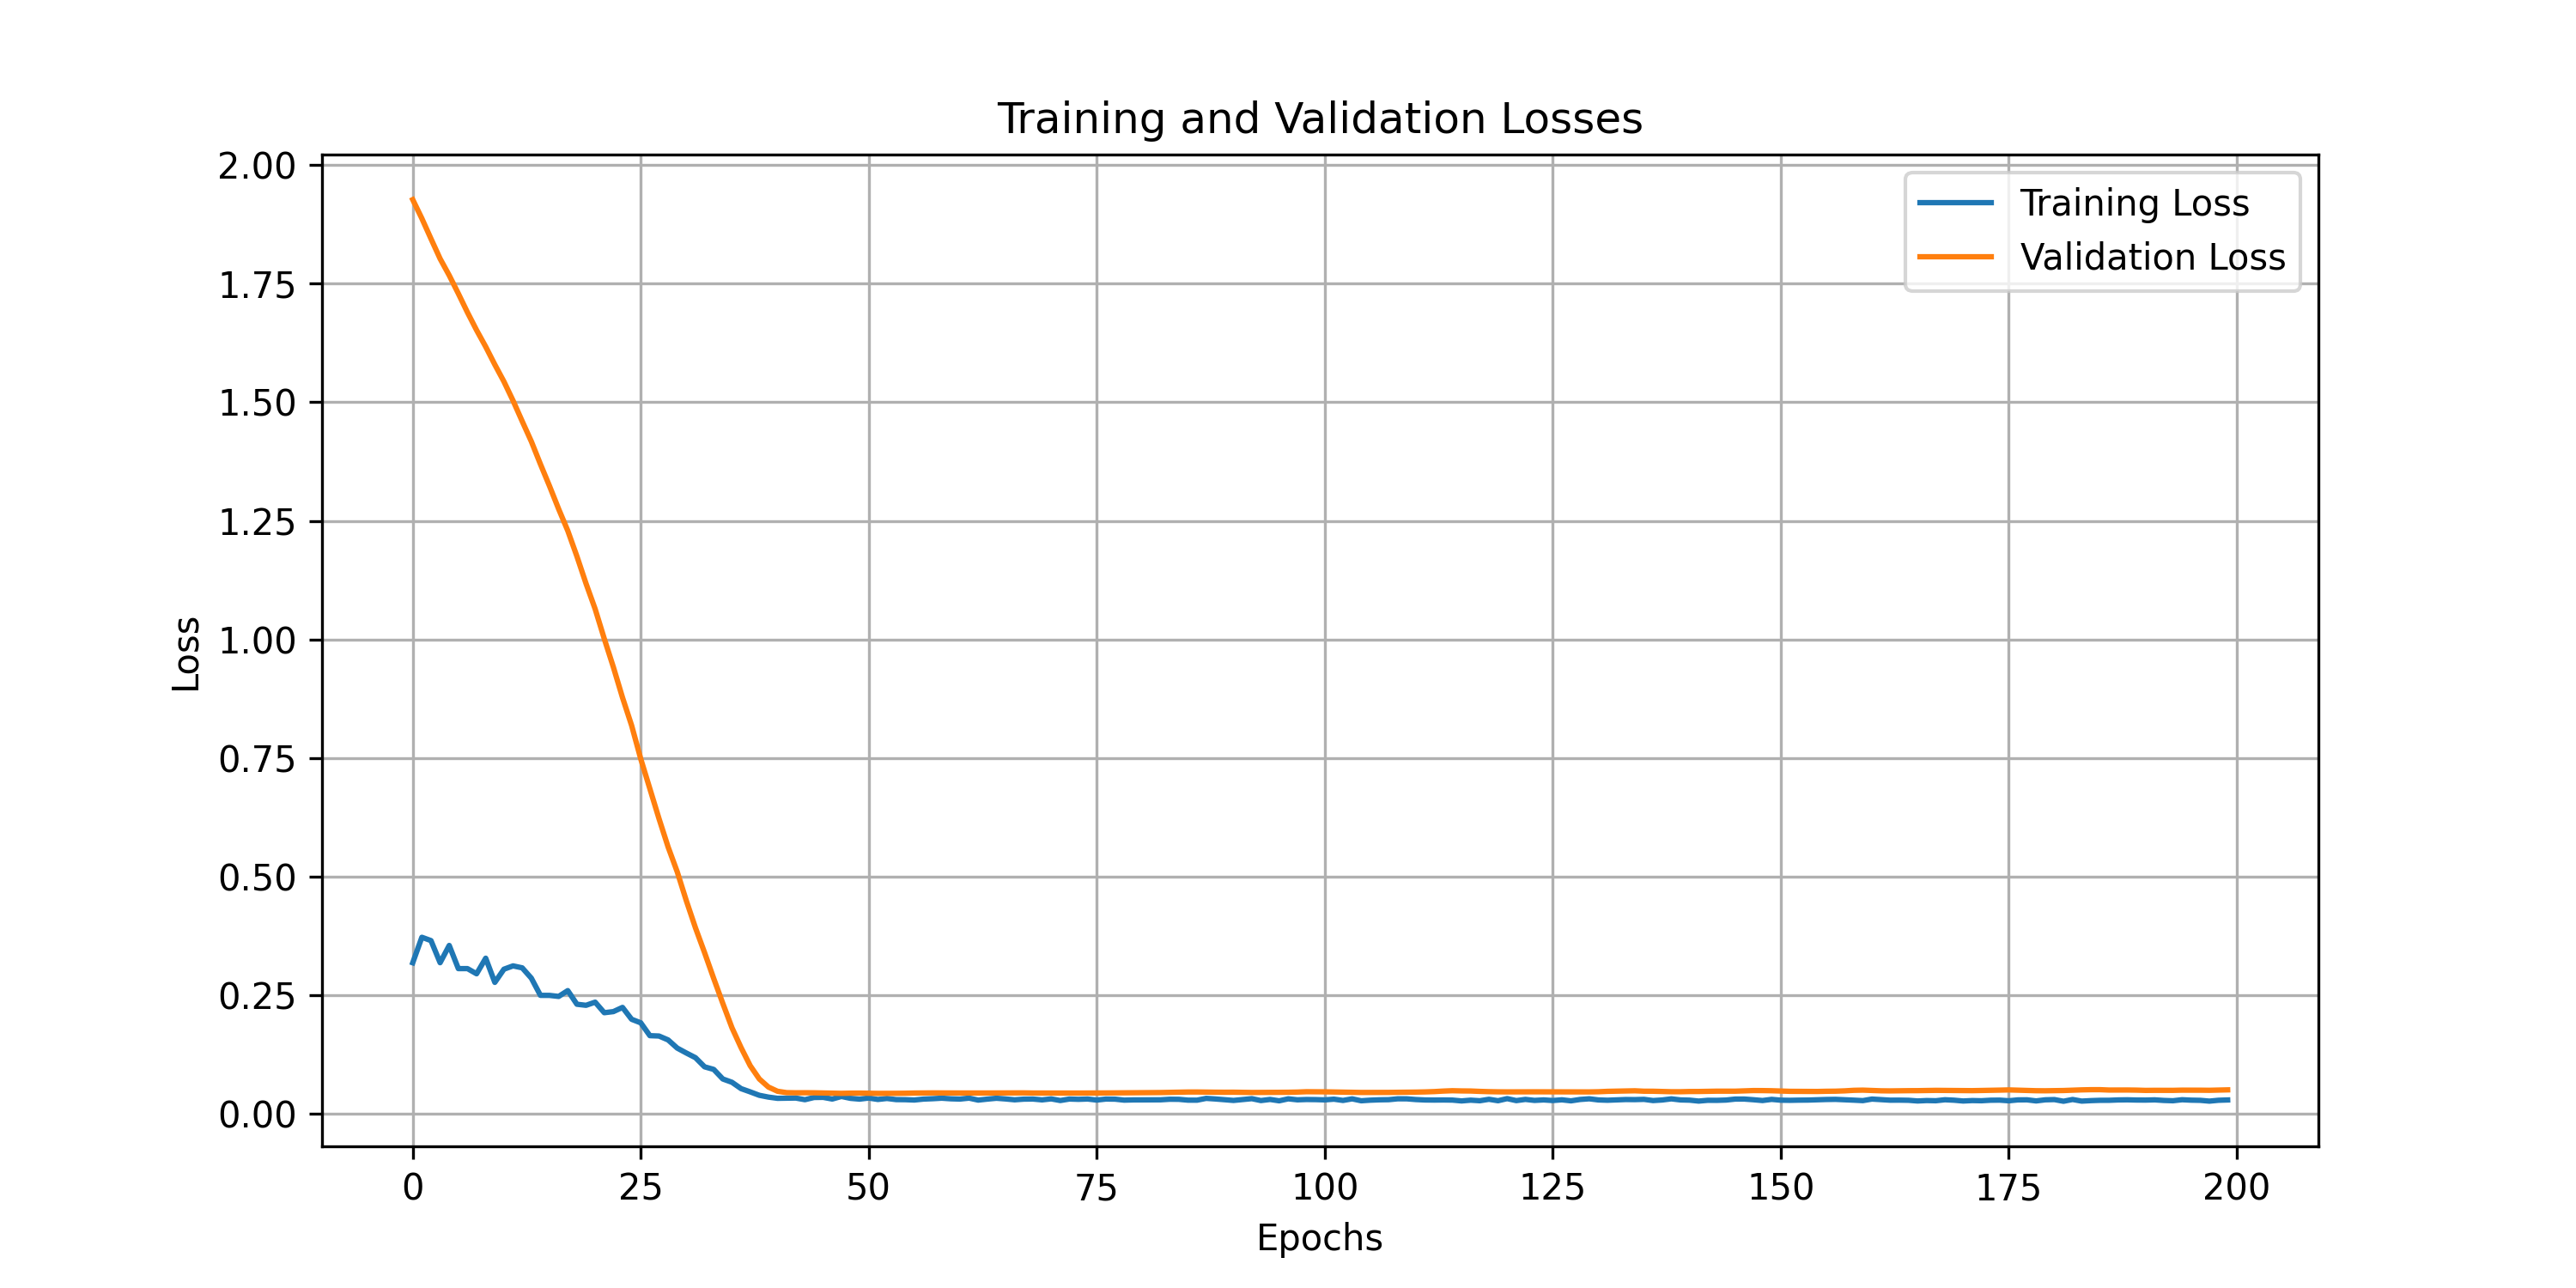 Training and Validation Losses
2.00
1.75
1.50
1.25
1.00
0.75
0.50
0.25
0.00
Loss
Training Loss
Validation Loss
0 25 50 75 100 125 150 175 200
Epochs